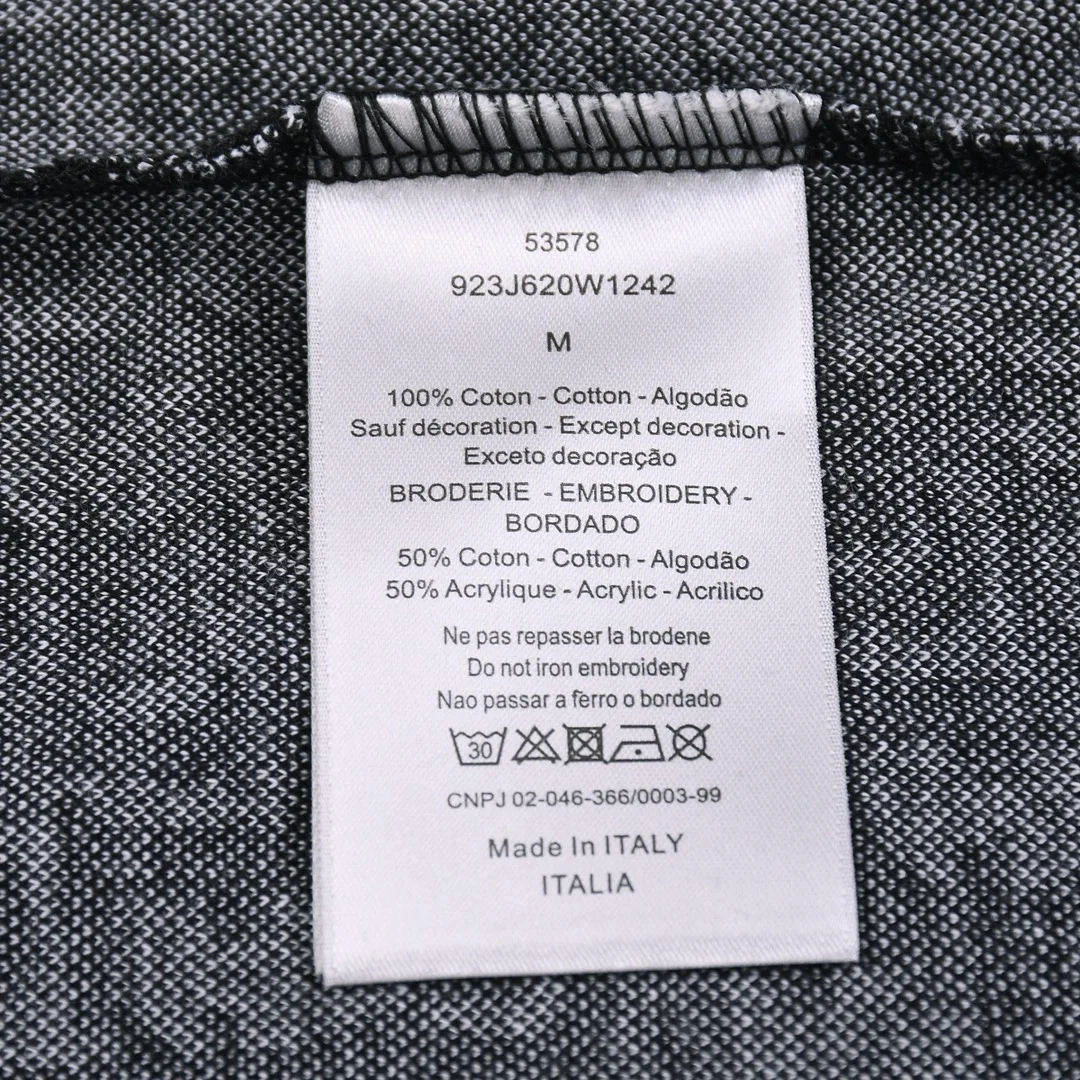 53578
923J620W1242
M
100% Coton - Cotton - Algodão
Sauf décoration - Except decoration -
Exceto decoração
BRODERIE - EMBROIDERY -
BORDADO
50% Coton - Cotton - Algodão
50% Acrylique - Acrylic - Acrilico
Ne pas repasser la brodene
Do not iron embroidery
Nao passar a ferro o bordado
30
CNPJ 02-046-366/0003-99
Made In ITALY
ITALIA